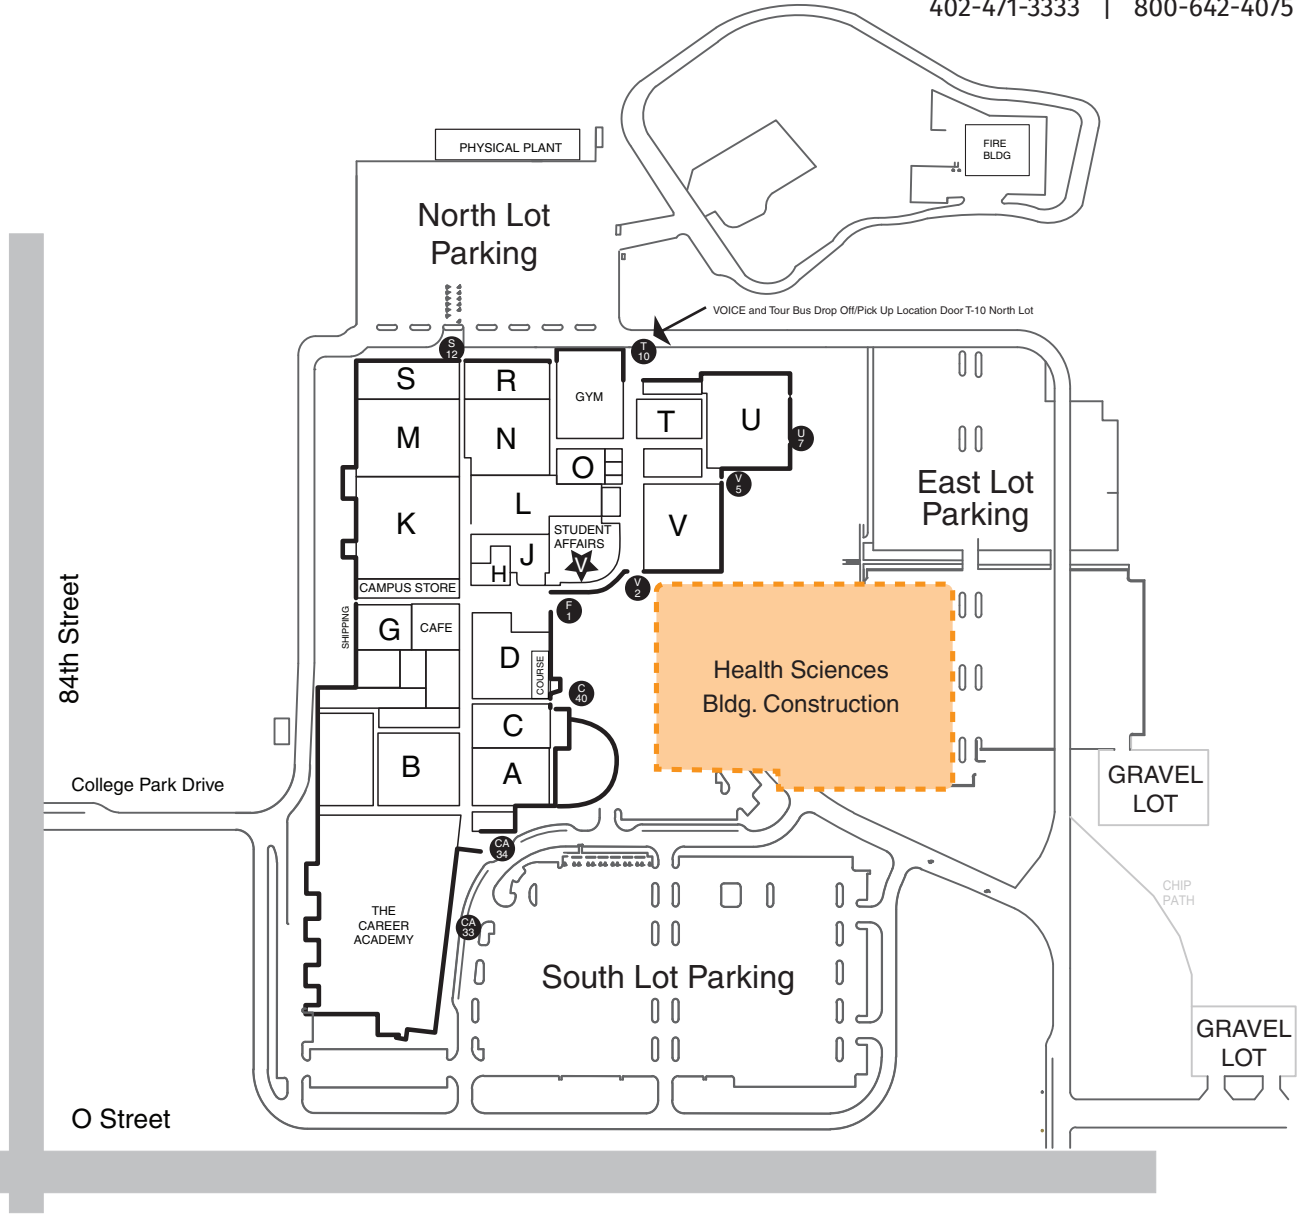 402-471-3333 | 800-642-4075
PHYSICAL PLANT
FIRE
BLDG
North Lot
Parking
VOICE and Tour Bus Drop Off/Pick Up Location Door T-10 North Lot
S
12
T
10
S
R
GYM
T
U
U
7
M
N
O
V
5
East Lot
Parking
K
L
STUDENT
AFFAIRS
V
V
J
H
CAMPUS STORE
V
2
F
1
SHIPPING
G
CAFE
D
COURSE
C
40
Health Sciences
Bldg. Construction
84th Street
C
B
A
College Park Drive
GRAVEL
LOT
CA
34
CHIP
PATH
THE
CAREER
ACADEMY
CA
33
South Lot Parking
GRAVEL
LOT
O Street